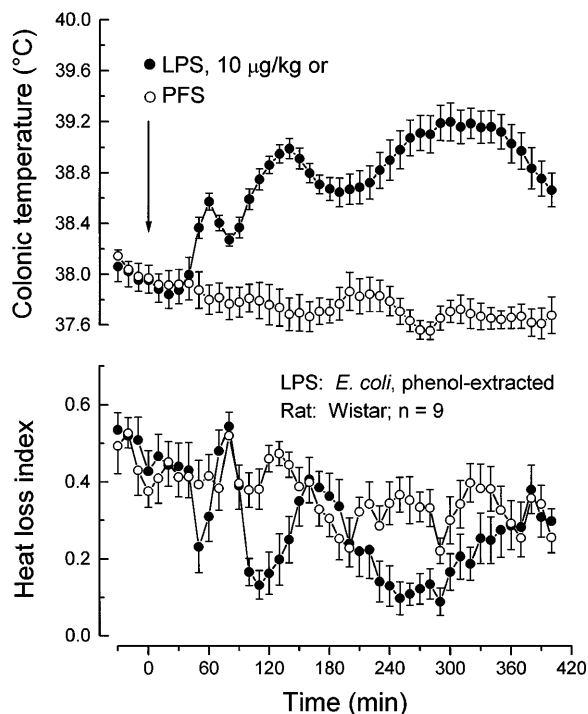 40.0
39.6
39.2
38.8
38.4
38.0
37.6
Colonic temperature (°C)
LPS, 10 μg/kg or
PFS
0.6
0.4
0.2
0.0
Heat loss index
LPS: E. coli, phenol-extracted
Rat: Wistar; n = 9
0 60 120 180 240 300 360 420
Time (min)